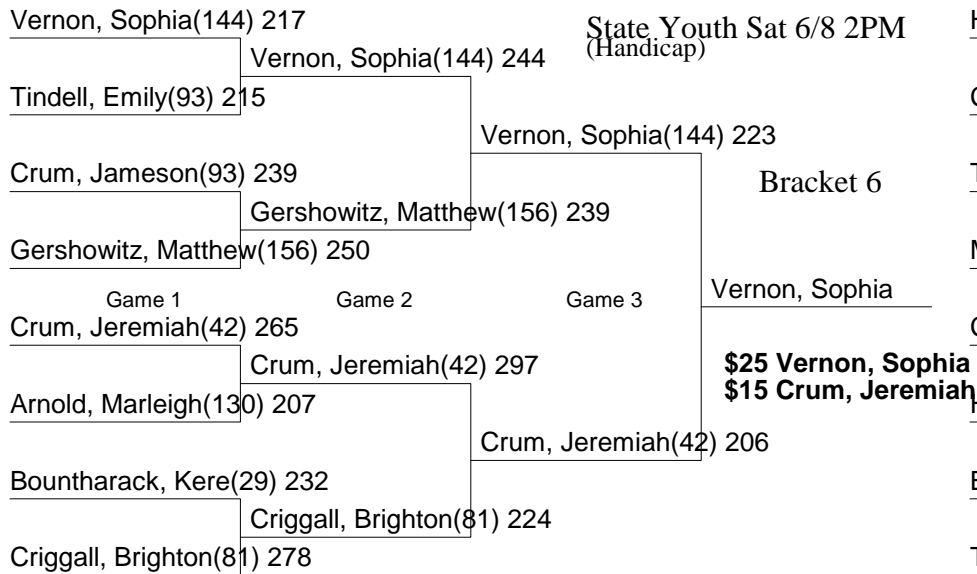 Vernon, Sophia(144) 217
State Youth Sat 6/8 2PM
(Handicap)
Vernon, Sophia(144) 244
Tindell, Emily(93) 215
Vernon, Sophia(144) 223
Crum, Jameson(93) 239
Bracket 6
Gershowitz, Matthew(156) 239
Gershowitz, Matthew(156) 250
Game 1
Game 2
Game 3
Vernon, Sophia
Crum, Jeremiah(42) 265
Crum, Jeremiah(42) 297
$25 Vernon, Sophia
$15 Crum, Jeremiah
Arnold, Marleigh(130) 207
Crum, Jeremiah(42) 206
Bountharack, Kere(29) 232
Criggall, Brighton(81) 224
Criggall, Brighton(81) 278